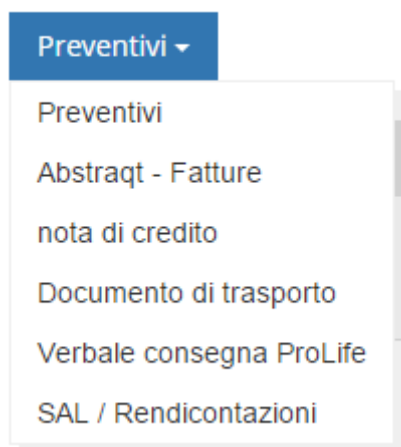 Preventivi
Preventivi
Abstraqt - Fatture
nota di credito
Documento di trasporto
Verbale consegna ProLife
SAL / Rendicontazioni